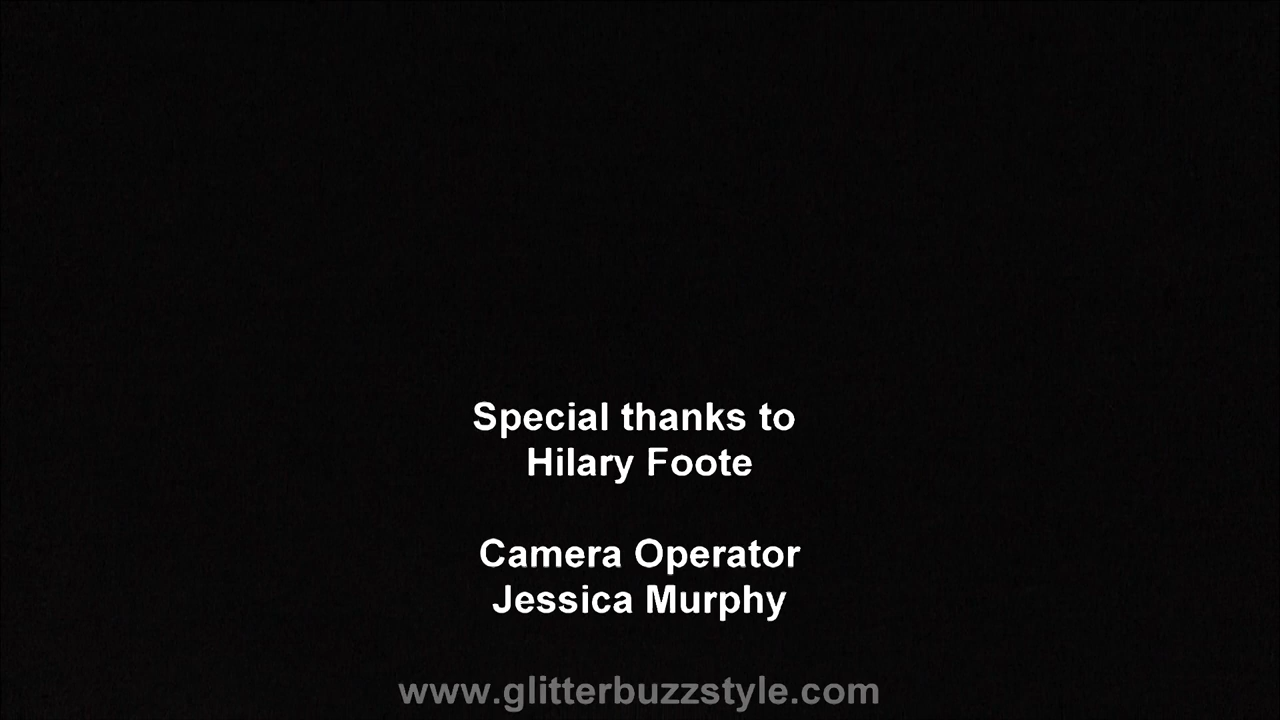 Special thanks to
Hilary Foote
Camera Operator
Jessica Murphy
www.glitterbuzzstyle.com